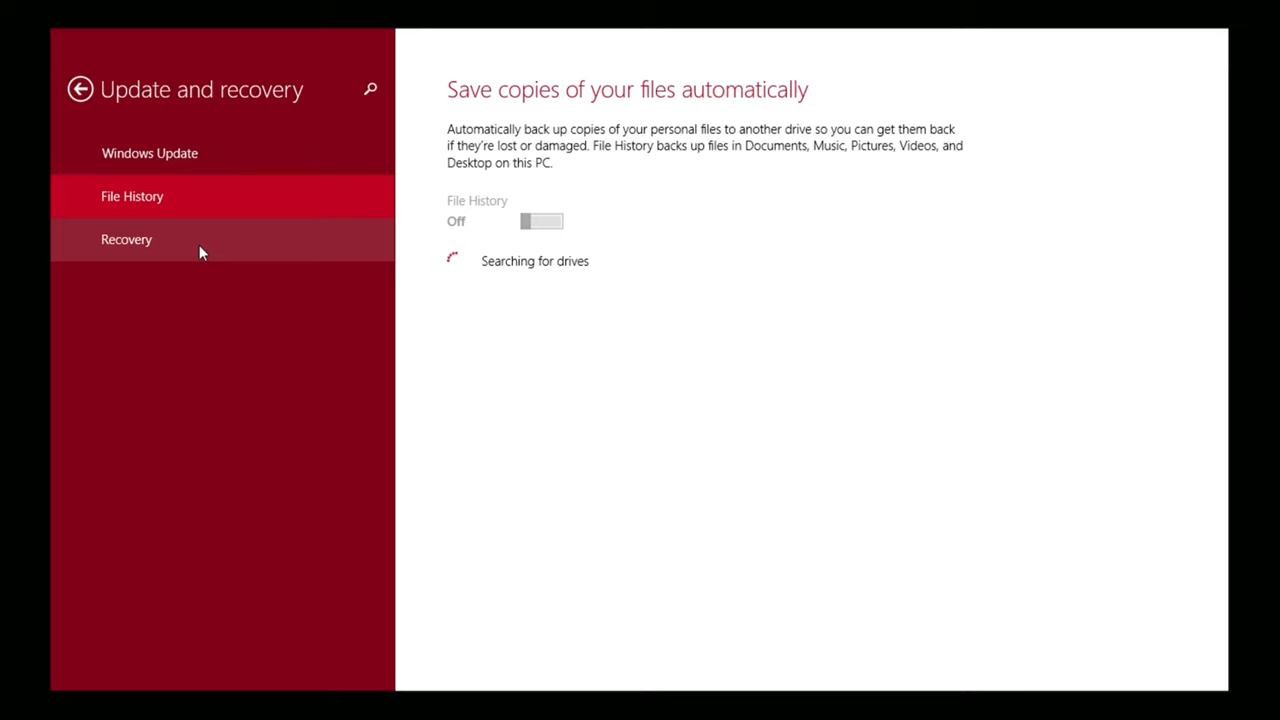 Update and recovery
Windows Update
File History
Recovery
Save copies of your files automatically
Automatically back up copies of your personal files to another drive so you can get them back
if they're lost or damaged. File History backs up files in Documents, Music, Pictures, Videos, and
Desktop on this PC.
File History
Off
Searching for drives